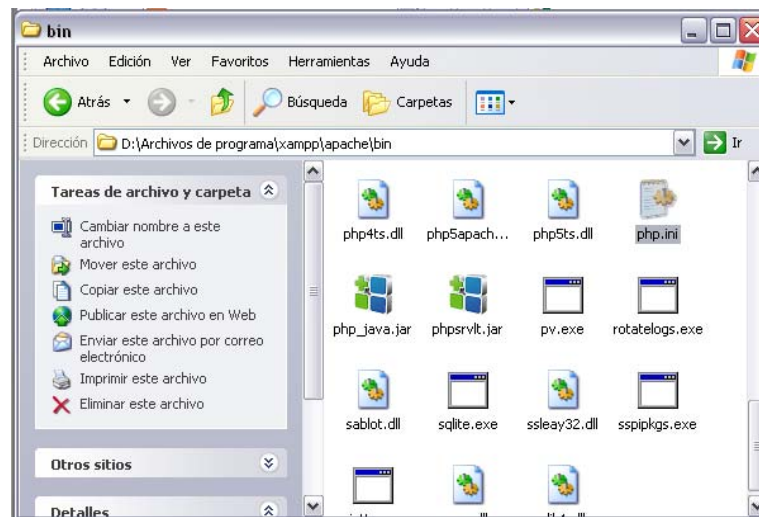 bin
Archivo Edición Ver Favoritos Herramientas Ayuda
Atrás Búsqueda Carpetas
Dirección D:\Archivos de programa\xampp\apache\bin Ir
Tareas de archivo y carpeta
Cambiar nombre a este
archivo
Mover este archivo
Copiar este archivo
Publicar este archivo en Web
Enviar este archivo por correo
electrónico
Imprimir este archivo
Eliminar este archivo
Otros sitios
Detalles
php4ts.dll php5apach... php5ts.dll php.ini
php_java.jar phpsrvlt.jar pv.exe rotatelogs.exe
sablot.dll sqlite.exe ssleay32.dll sspipkgs.exe